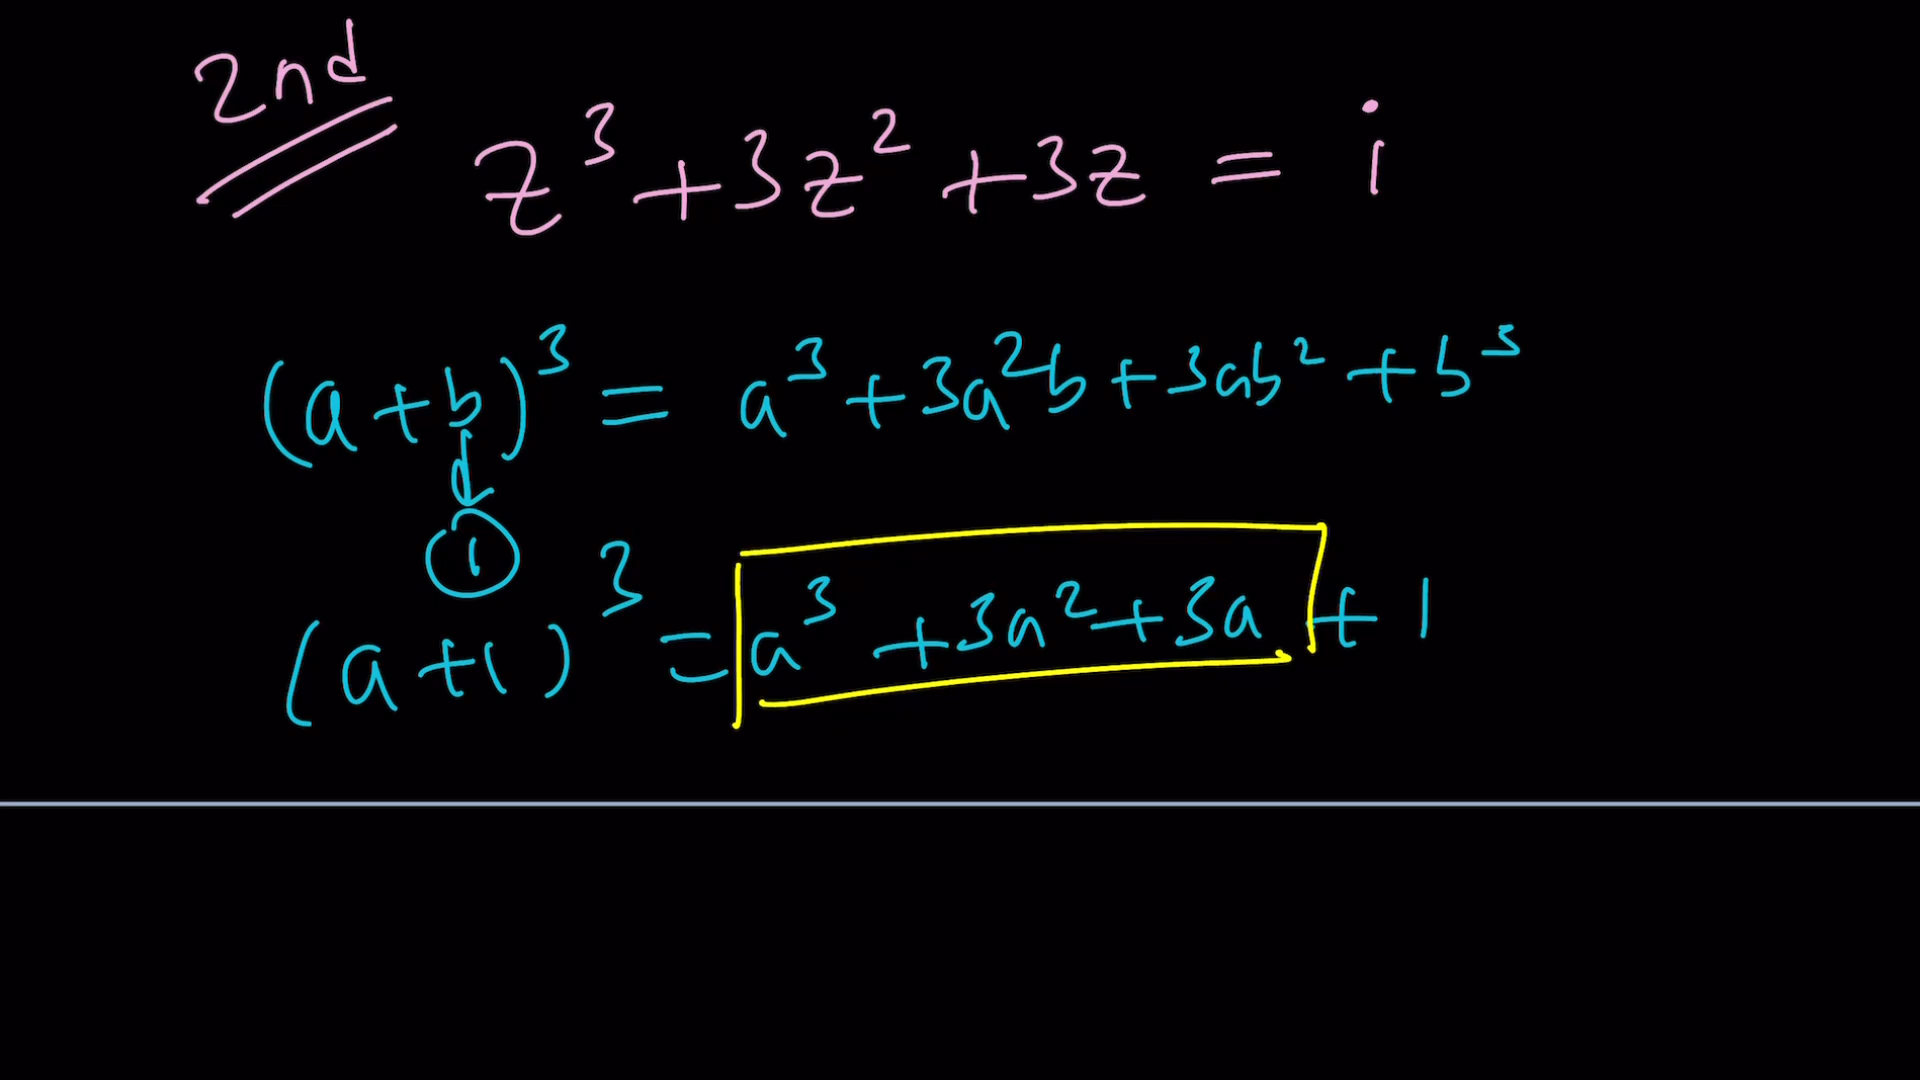 2nd
z³ + 3z² + 3z = i
(a+b)³ = a³ + 3a²b + 3ab² + b³
1
(a+1)³ = a³ + 3a² + 3a + 1